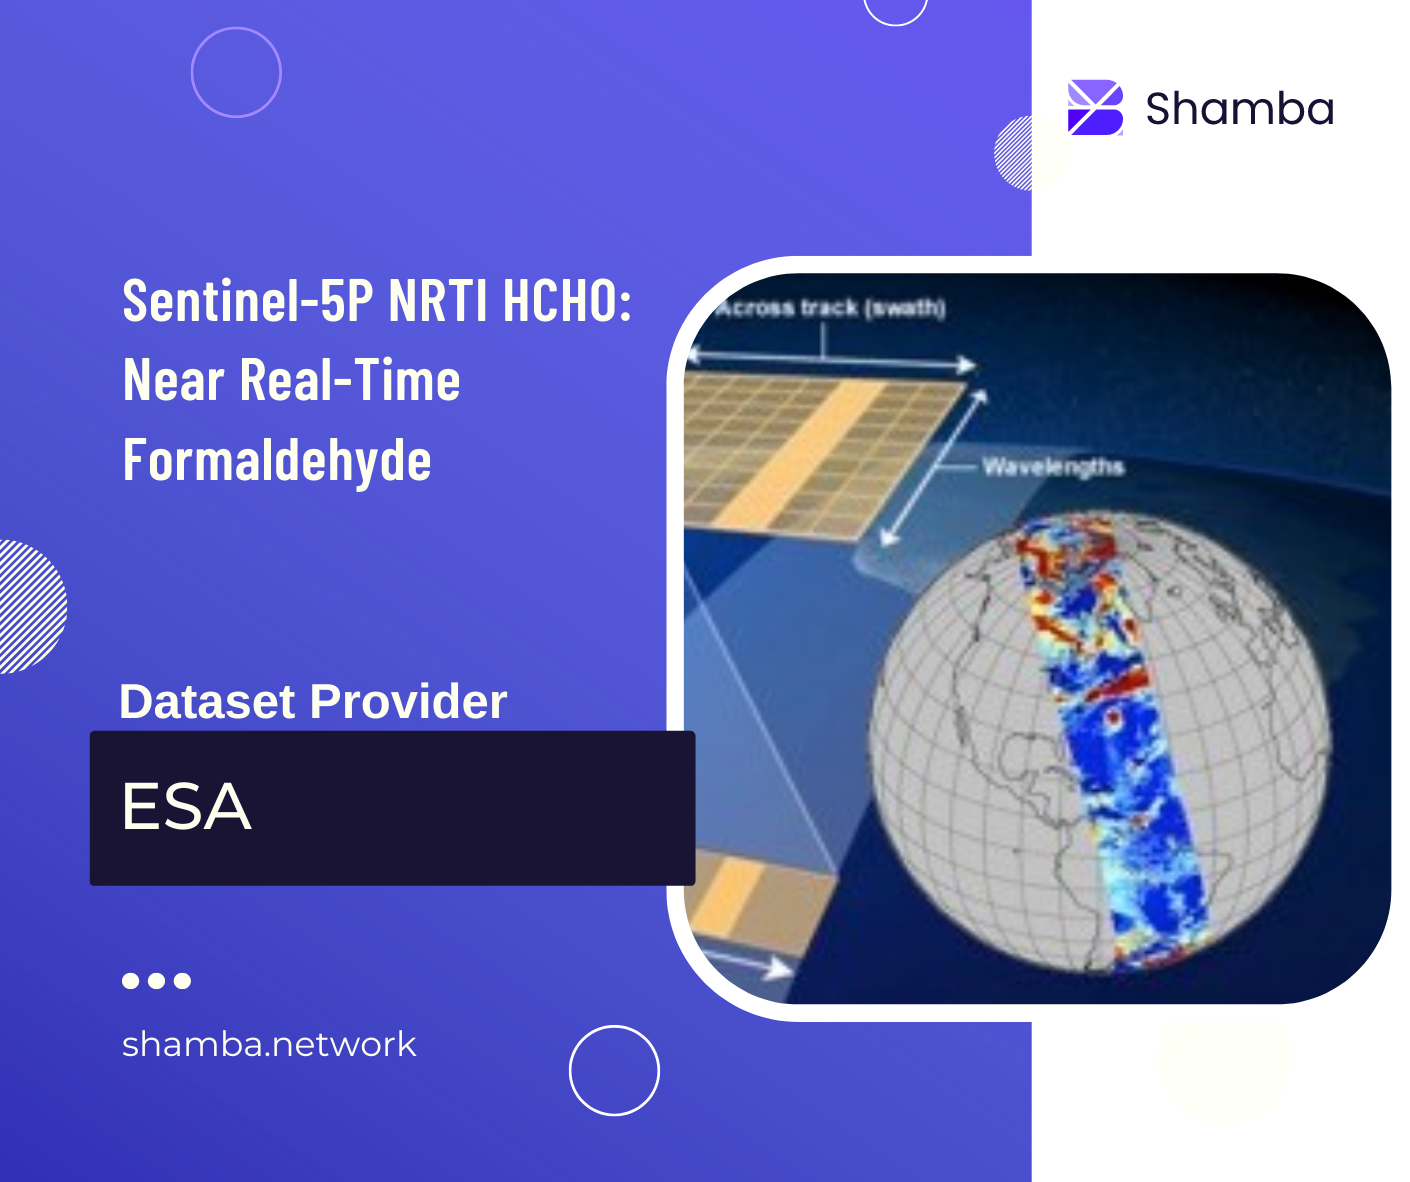 Shamba
Sentinel-5P NRTI HCHO:
Near Real-Time
Formaldehyde
Across track (swath)
Wavelengths
Dataset Provider
ESA
shamba.network